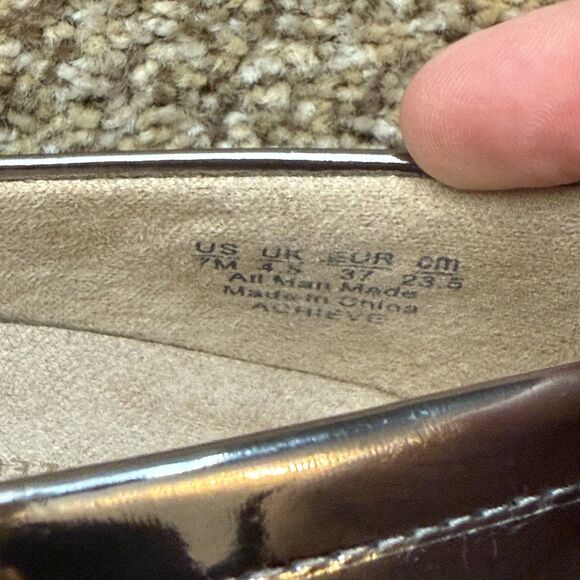 US UK EUR cm
7M 4.5 37 23.5
All Man Made
Made in China
ACHIEVE